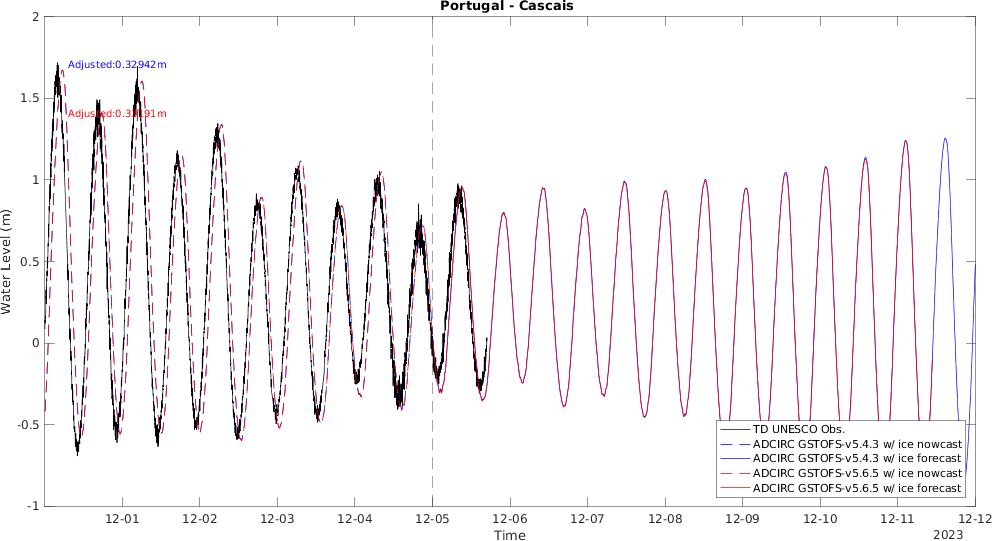 Portugal - Cascais
2
1.5
1
0.5
0
-0.5
-1
Water Level (m)
Adjusted:0.32942m
TD UNESCO Obs.
ADCIRC GSTOFS-v5.4.3 w/ ice nowcast
ADCIRC GSTOFS-v5.4.3 w/ ice forecast
ADCIRC GSTOFS-v5.6.5 w/ ice nowcast
ADCIRC GSTOFS-v5.6.5 w/ ice forecast
12-01 12-02 12-03 12-04 12-05 12-06 12-07 12-08 12-09 12-10 12-11 12-12
Time
2023